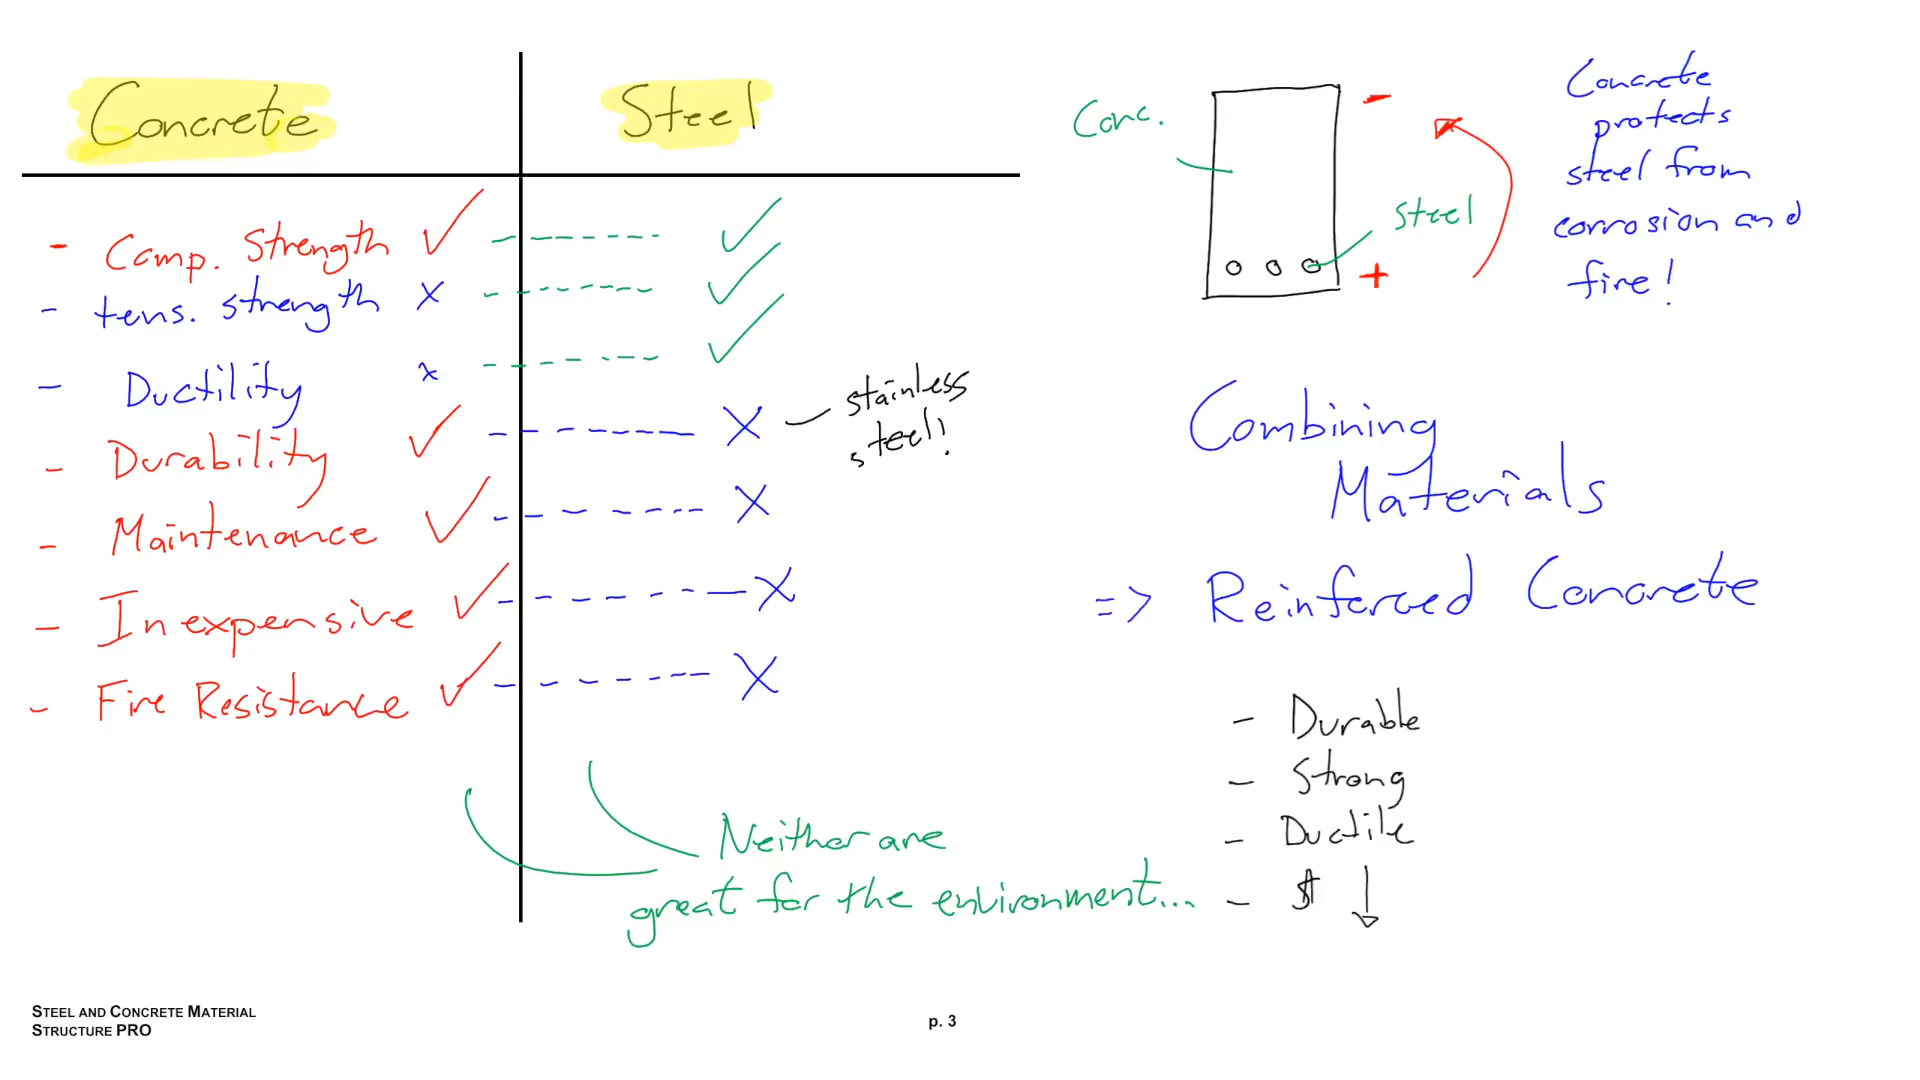 Concrete
Steel
- Comp. Strength ✓ ------- ✓
- tens. strength x ------- ✓
- Ductility x ------- ✓
- Durability ✓ ------- X — stainless steel!
- Maintenance ✓ ------- X
- Inexpensive ✓ ------- X
- Fire Resistance ✓ ------- X
Neither are
great for the environment...
Conc.
Steel
-
+
Concrete
protects
steel from
corrosion and
fire!
Combining
Materials
=> Reinforced Concrete
- Durable
- Strong
- Ductile
- $ ↓
STEEL AND CONCRETE MATERIAL
STRUCTURE PRO
p. 3